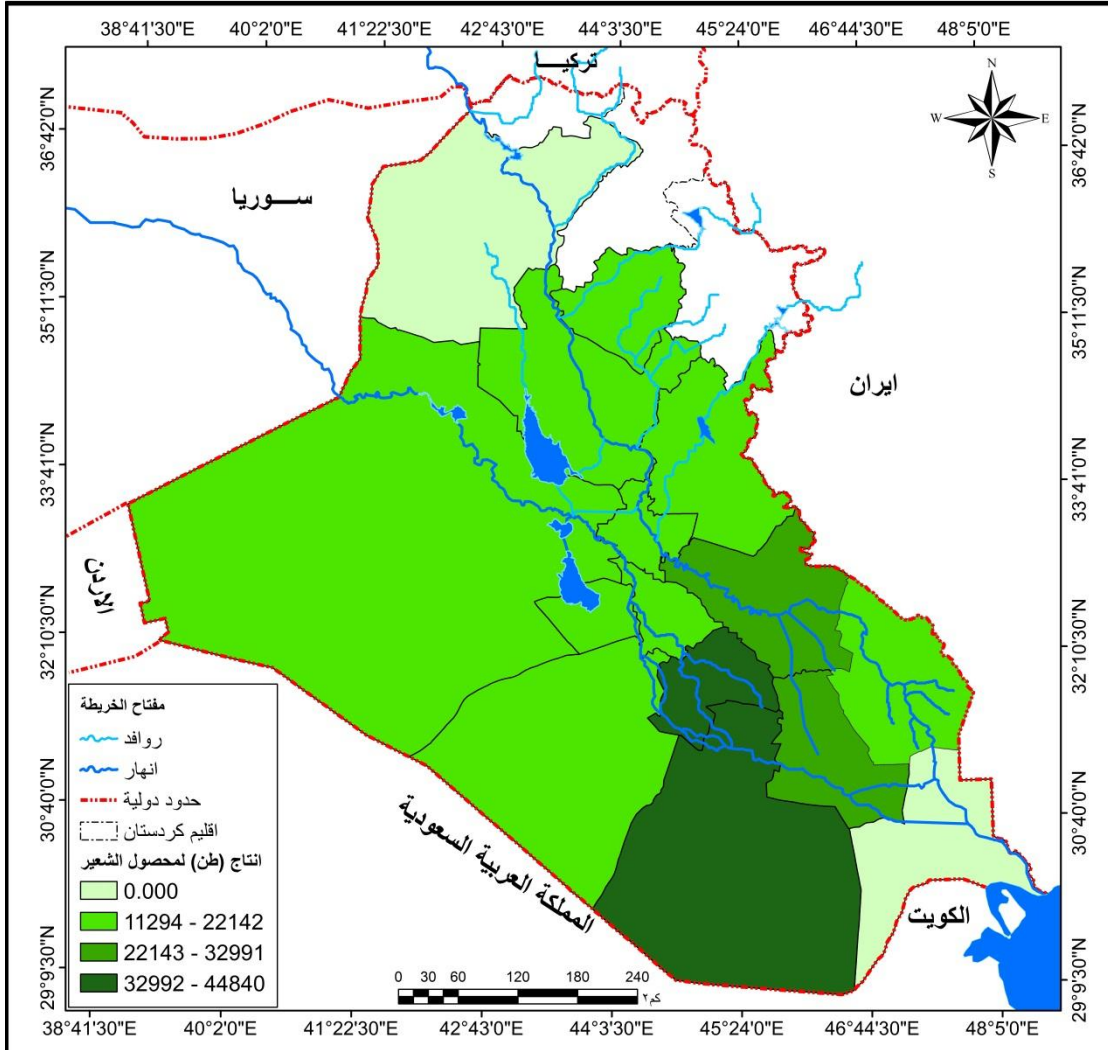 38°41'30"E 40°2'0"E 41°22'30"E 42°43'0"E 44°3'30"E 45°24'0"E 46°44'30"E 48°5'0"E
تركيـــا
N
W E
S
36°42'0"N 36°42'0"N
ســـوريا
35°11'30"N 35°11'30"N
ايران
33°41'0"N 33°41'0"N
الاردن
32°10'30"N 32°10'30"N
مفتاح الخريطة
روافد
انهار
حدود دولية
اقليم كردستان
انتاج (طن) لمحصول الشعير
0.000
11294 - 22142
22143 - 32991
32992 - 44840
30°40'0"N 30°40'0"N
المملكة العربية السعودية
الكويت
29°9'30"N 29°9'30"N
0 30 60 120 180 240
كم٢
38°41'30"E 40°2'0"E 41°22'30"E 42°43'0"E 44°3'30"E 45°24'0"E 46°44'30"E 48°5'0"E